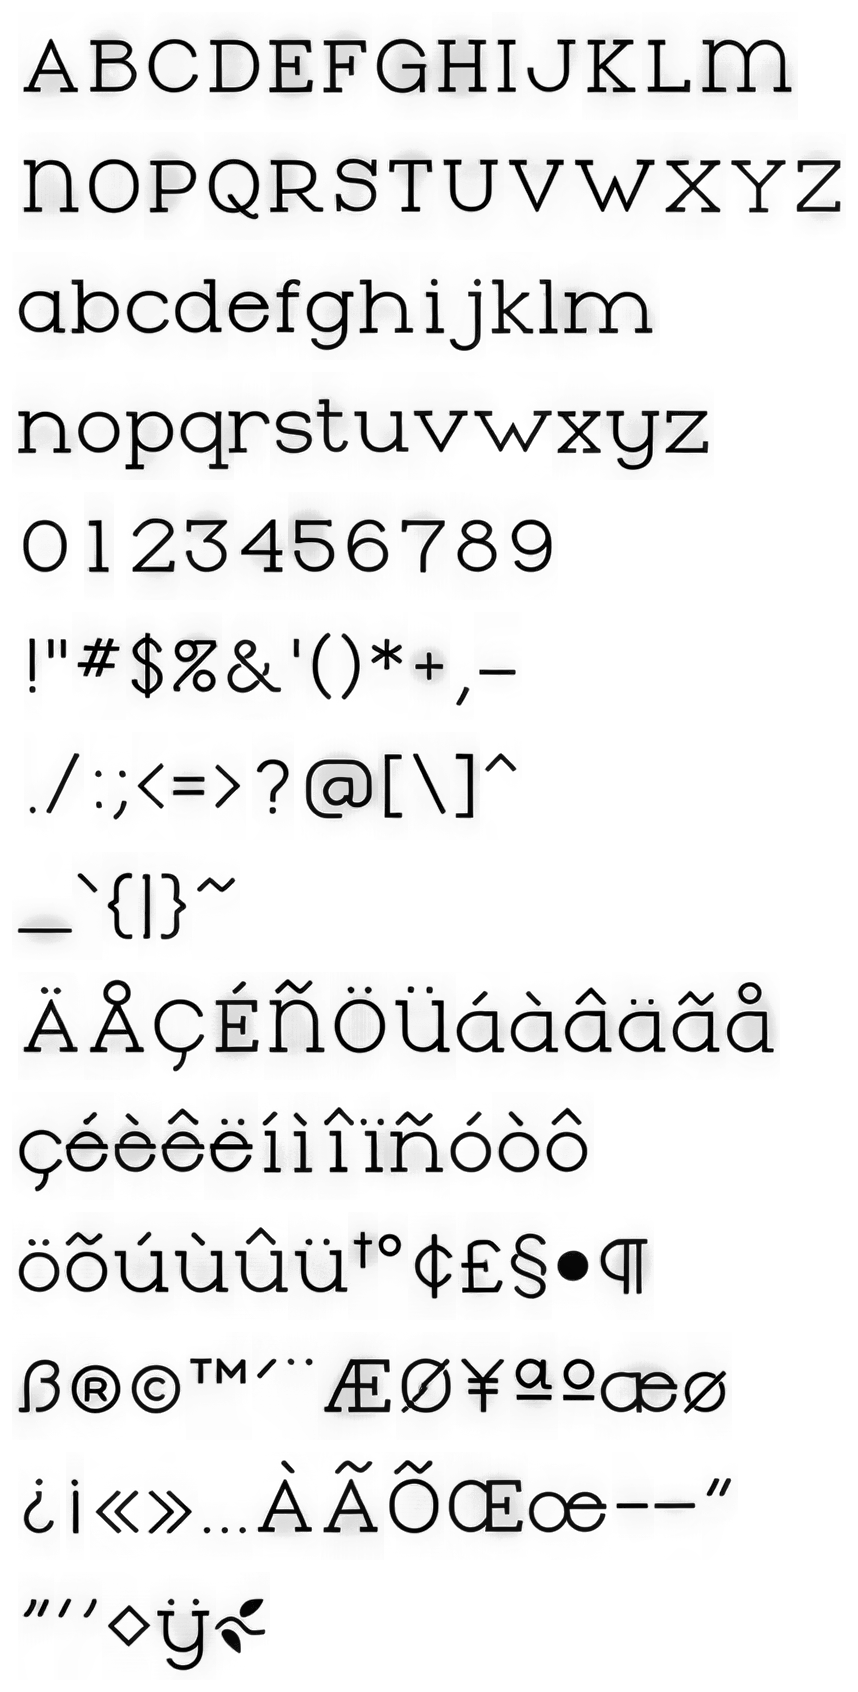 ABCDEFGHIJKLM
NOPQRSTUVWXYZ
abcdefghijklm
nopqrstuvwxyz
0123456789
!"#$%&'()*+,–
./:;<=>?@[\]^
_`{|}~
ÄÅÇÉÑÖÜáàâäãå
çéèêëíìîïñóòô
öõúùûü†°¢£§•¶
ß®©™´¨ÆØ¥ªºæø
¿¡«»…ÀÃÕŒœ––”
”‘’◊ÿ